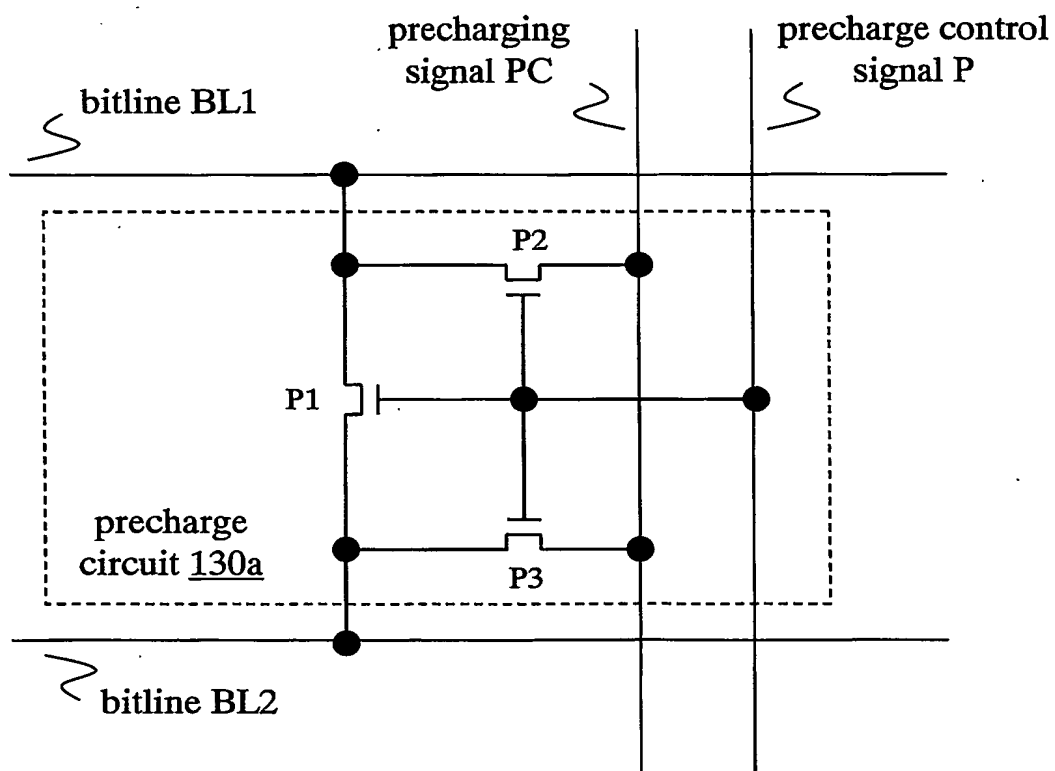 precharging
signal PC
precharge control
signal P
bitline BL1
P2
P1
precharge
circuit 130a
P3
bitline BL2